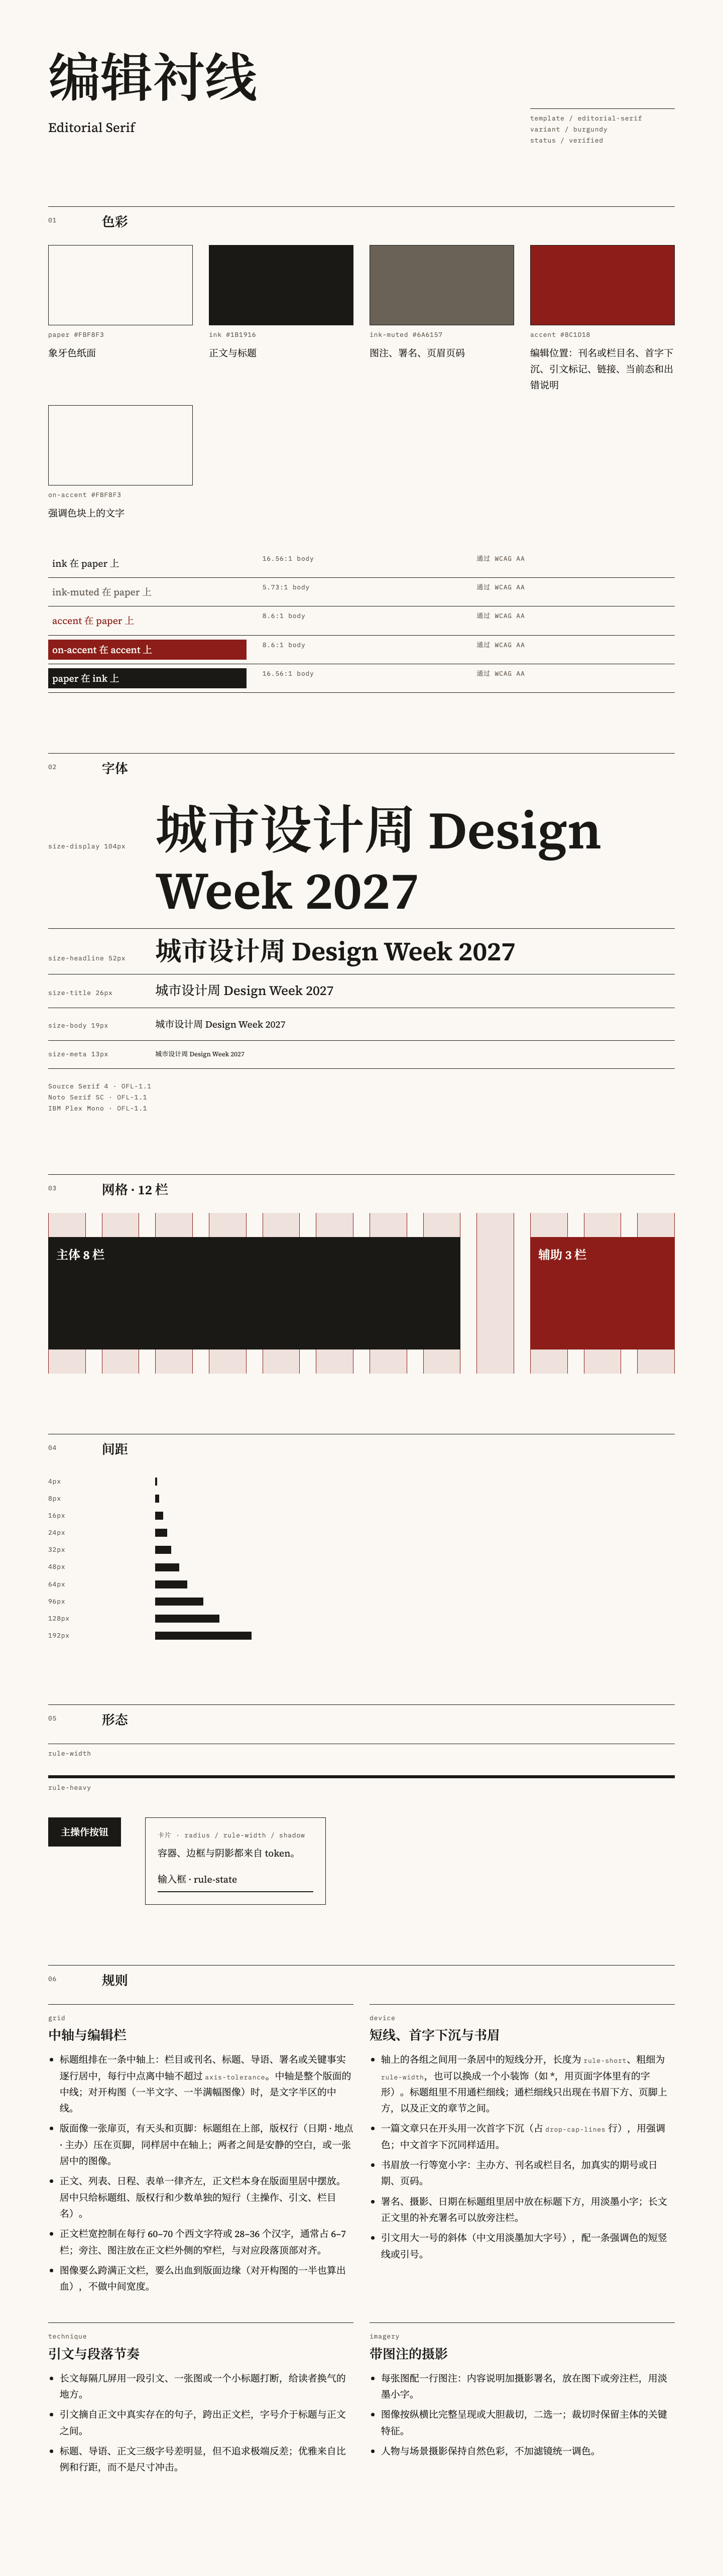 编辑衬线
Editorial Serif
template / editorial-serif
variant / burgundy
status / verified
01
色彩
paper #FBF8F3
象牙色纸面
ink #1B1916
正文与标题
ink-muted #6A6157
图注、署名、页眉页码
accent #8C1D18
编辑位置：刊名或栏目名、首字下
沉、引文标记、链接、当前态和出
错说明
on-accent #FBF8F3
强调色块上的文字
ink 在 paper 上
16.56:1 body
通过 WCAG AA
ink-muted 在 paper 上
5.73:1 body
通过 WCAG AA
accent 在 paper 上
8.6:1 body
通过 WCAG AA
on-accent 在 accent 上
8.6:1 body
通过 WCAG AA
paper 在 ink 上
16.56:1 body
通过 WCAG AA
02
字体
size-display 104px
城市设计周 Design
Week 2027
size-headline 52px
城市设计周 Design Week 2027
size-title 26px
城市设计周 Design Week 2027
size-body 19px
城市设计周 Design Week 2027
size-meta 13px
城市设计周 Design Week 2027
Source Serif 4 · OFL-1.1
Noto Serif SC · OFL-1.1
IBM Plex Mono · OFL-1.1
03
网格 · 12 栏
主体 8 栏
辅助 3 栏
04
间距
4px
8px
16px
24px
32px
48px
64px
96px
128px
192px
05
形态
rule-width
rule-heavy
主操作按钮
卡片 · radius / rule-width / shadow
容器、边框与阴影都来自 token。
输入框 · rule-state
06
规则
grid
中轴与编辑栏
标题组排在一条中轴上：栏目或刊名、标题、导语、署名或关键事实
逐行居中，每行中点离中轴不超过 axis-tolerance。中轴是整个版面的
中线；对开构图（一半文字、一半满幅图像）时，是文字半区的中
线。
版面像一张扉页，有天头和页脚：标题组在上部，版权行（日期 · 地点
· 主办）压在页脚，同样居中在轴上；两者之间是安静的空白，或一张
居中的图像。
正文、列表、日程、表单一律齐左，正文栏本身在版面里居中摆放。
居中只给标题组、版权行和少数单独的短行（主操作、引文、栏目
名）。
正文栏宽控制在每行 60–70 个西文字符或 28–36 个汉字，通常占 6–7
栏；旁注、图注放在正文栏外侧的窄栏，与对应段落顶部对齐。
图像要么跨满正文栏，要么出血到版面边缘（对开构图的一半也算出
血），不做中间宽度。
device
短线、首字下沉与书眉
轴上的各组之间用一条居中的短线分开，长度为 rule-short、粗细为
rule-width，也可以换成一个小装饰（如 *，用页面字体里有的字
形）。标题组里不用通栏细线；通栏细线只出现在书眉下方、页脚上
方，以及正文的章节之间。
一篇文章只在开头用一次首字下沉（占 drop-cap-lines 行），用强调
色；中文首字下沉同样适用。
书眉放一行等宽小字：主办方、刊名或栏目名，加真实的期号或日
期、页码。
署名、摄影、日期在标题组里居中放在标题下方，用淡墨小字；长文
正文里的补充署名可以放旁注栏。
引文用大一号的斜体（中文用淡墨加大字号），配一条强调色的短竖
线或引号。
technique
引文与段落节奏
长文每隔几屏用一段引文、一张图或一个小标题打断，给读者换气的
地方。
引文摘自正文中真实存在的句子，跨出正文栏，字号介于标题与正文
之间。
标题、导语、正文三级字号差明显，但不追求极端反差；优雅来自比
例和行距，而不是尺寸冲击。
imagery
带图注的摄影
每张图配一行图注：内容说明加摄影署名，放在图下或旁注栏，用淡
墨小字。
图像按纵横比完整呈现或大胆裁切，二选一；裁切时保留主体的关键
特征。
人物与场景摄影保持自然色彩，不加滤镜统一调色。